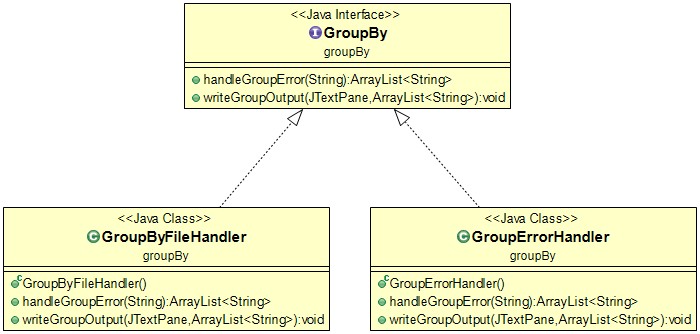 <<Java Interface>>
GroupBy
groupBy
handleGroupError(String):ArrayList<String>
writeGroupOutput(JTextPane,ArrayList<String>):void
<<Java Class>>
GroupByFileHandler
groupBy
GroupByFileHandler()
handleGroupError(String):ArrayList<String>
writeGroupOutput(JTextPane,ArrayList<String>):void
<<Java Class>>
GroupErrorHandler
groupBy
GroupErrorHandler()
handleGroupError(String):ArrayList<String>
writeGroupOutput(JTextPane,ArrayList<String>):void